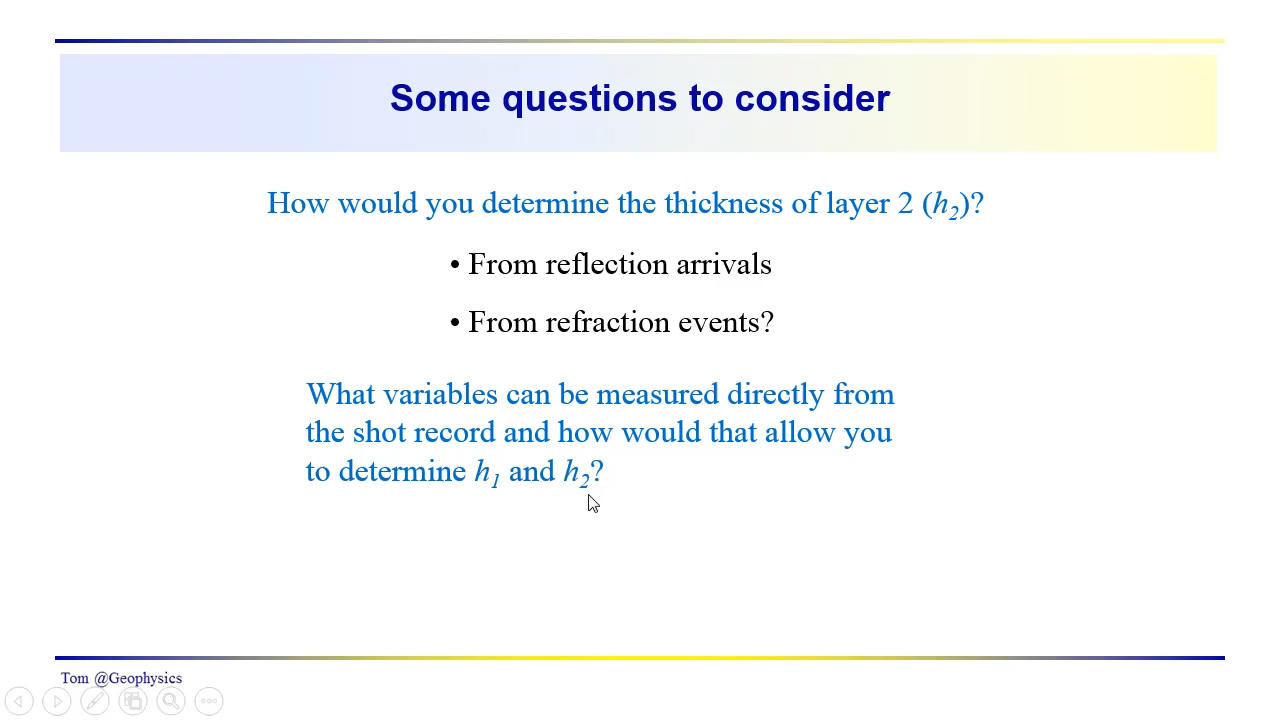 Some questions to consider
How would you determine the thickness of layer 2 (h2)?
• From reflection arrivals
• From refraction events?
What variables can be measured directly from
the shot record and how would that allow you
to determine h1 and h2?
Tom @Geophysics